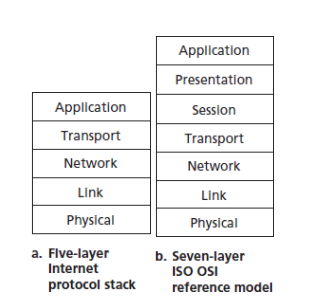 Application
Transport
Network
Link
Physical
a. Five-layer
Internet
protocol stack
Application
Presentation
Session
Transport
Network
Link
Physical
b. Seven-layer
ISO OSI
reference model